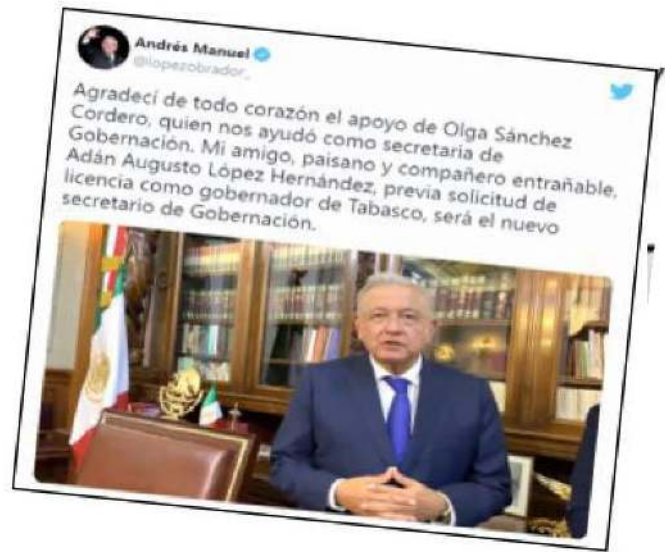 Andrés Manuel
@lopezobrador_
Agradecí de todo corazón el apoyo de Olga Sánchez
Cordero, quien nos ayudó como secretaria de
Gobernación. Mi amigo, paisano y compañero entrañable,
Adán Augusto López Hernández, previa solicitud de
licencia como gobernador de Tabasco, será el nuevo
secretario de Gobernación.